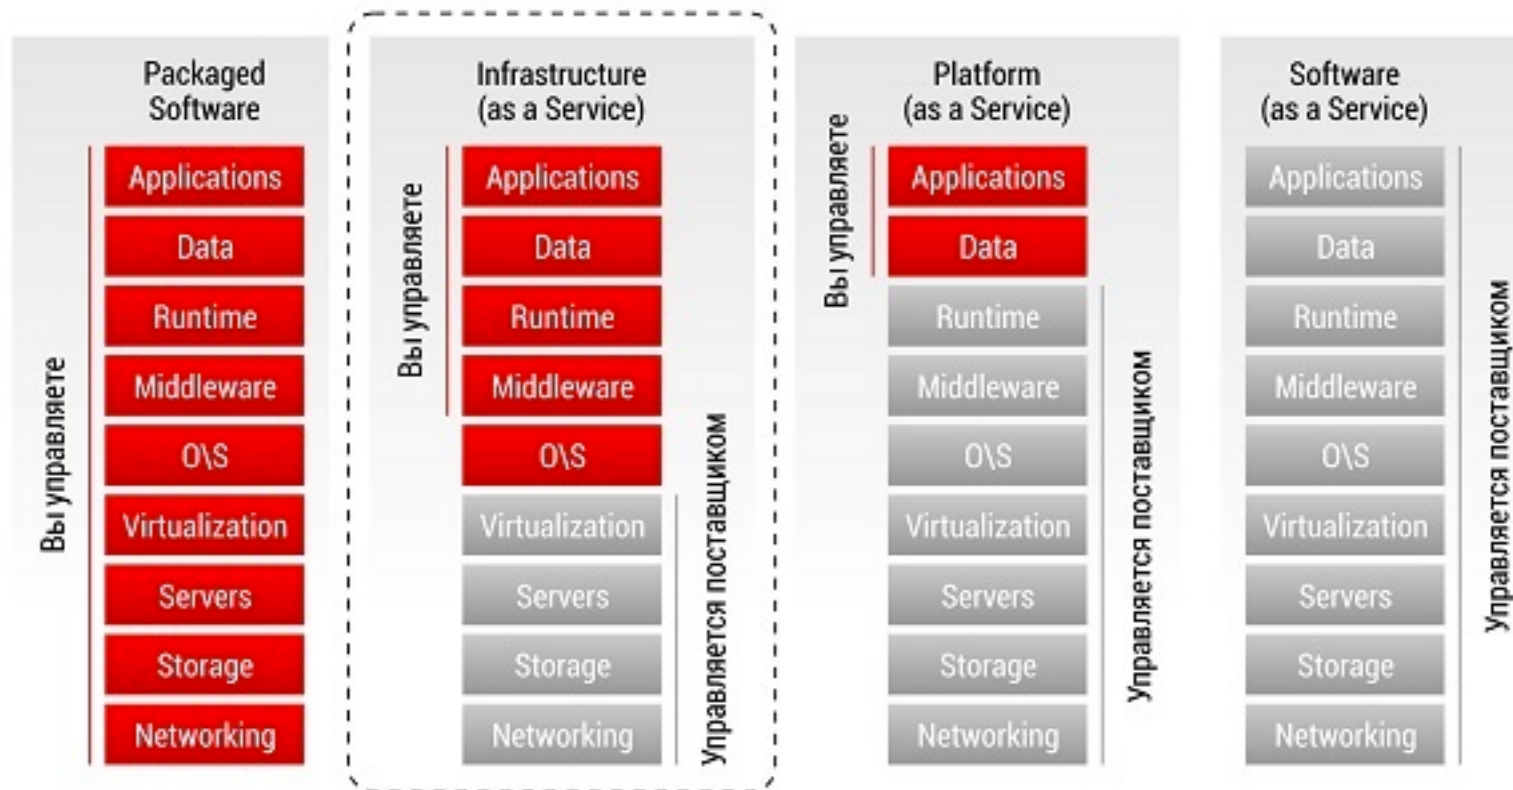 Packaged
Software
Вы управляете
Applications
Data
Runtime
Middleware
O\S
Virtualization
Servers
Storage
Networking
Infrastructure
(as a Service)
Вы управляете
Applications
Data
Runtime
Middleware
O\S
Virtualization
Servers
Storage
Networking
Управляется поставщиком
Platform
(as a Service)
Вы управляете
Applications
Data
Runtime
Middleware
O\S
Virtualization
Servers
Storage
Networking
Управляется поставщиком
Software
(as a Service)
Applications
Data
Runtime
Middleware
O\S
Virtualization
Servers
Storage
Networking
Управляется поставщиком